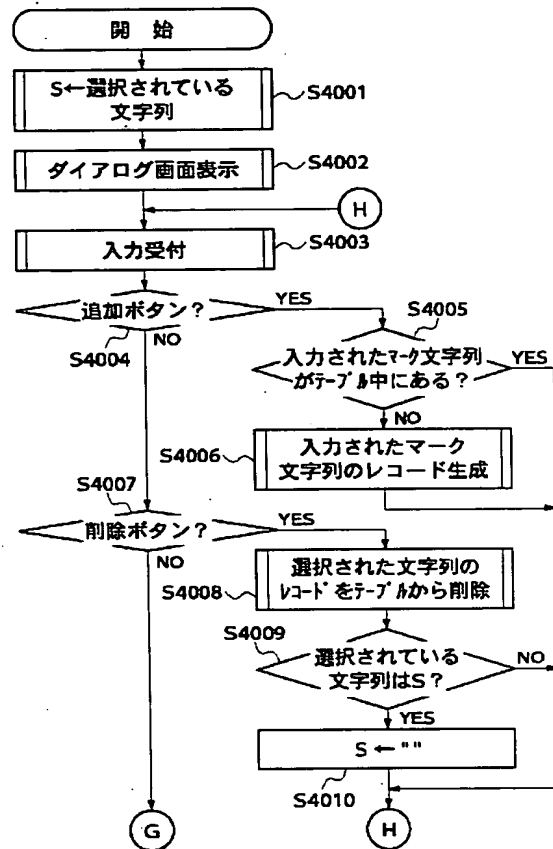 開 始
S←選択されている
文字列
S4001
ダイアログ画面表示
S4002
H
入力受付
S4003
追加ボタン？
YES
S4004
NO
S4005
入力されたマーク文字列
がテーブル中にある？
YES
NO
S4006
入力されたマーク
文字列のレコード生成
S4007
削除ボタン？
YES
NO
選択された文字列の
レコードをテーブルから削除
S4008
S4009
選択されている
文字列はS？
NO
YES
S ← ""
S4010
G
H